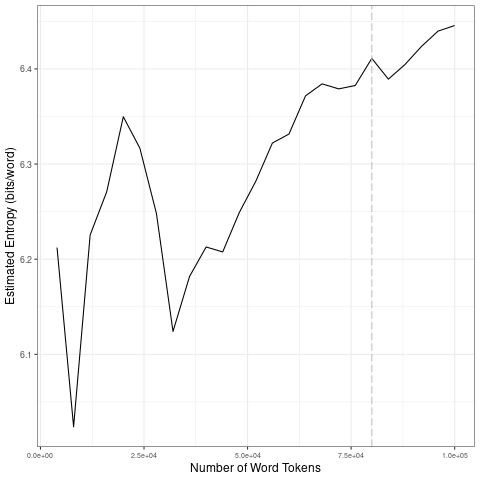 6.4
6.3
6.2
6.1
Estimated Entropy (bits/word)
0.0e+00 2.5e+04 5.0e+04 7.5e+04 1.0e+05
Number of Word Tokens